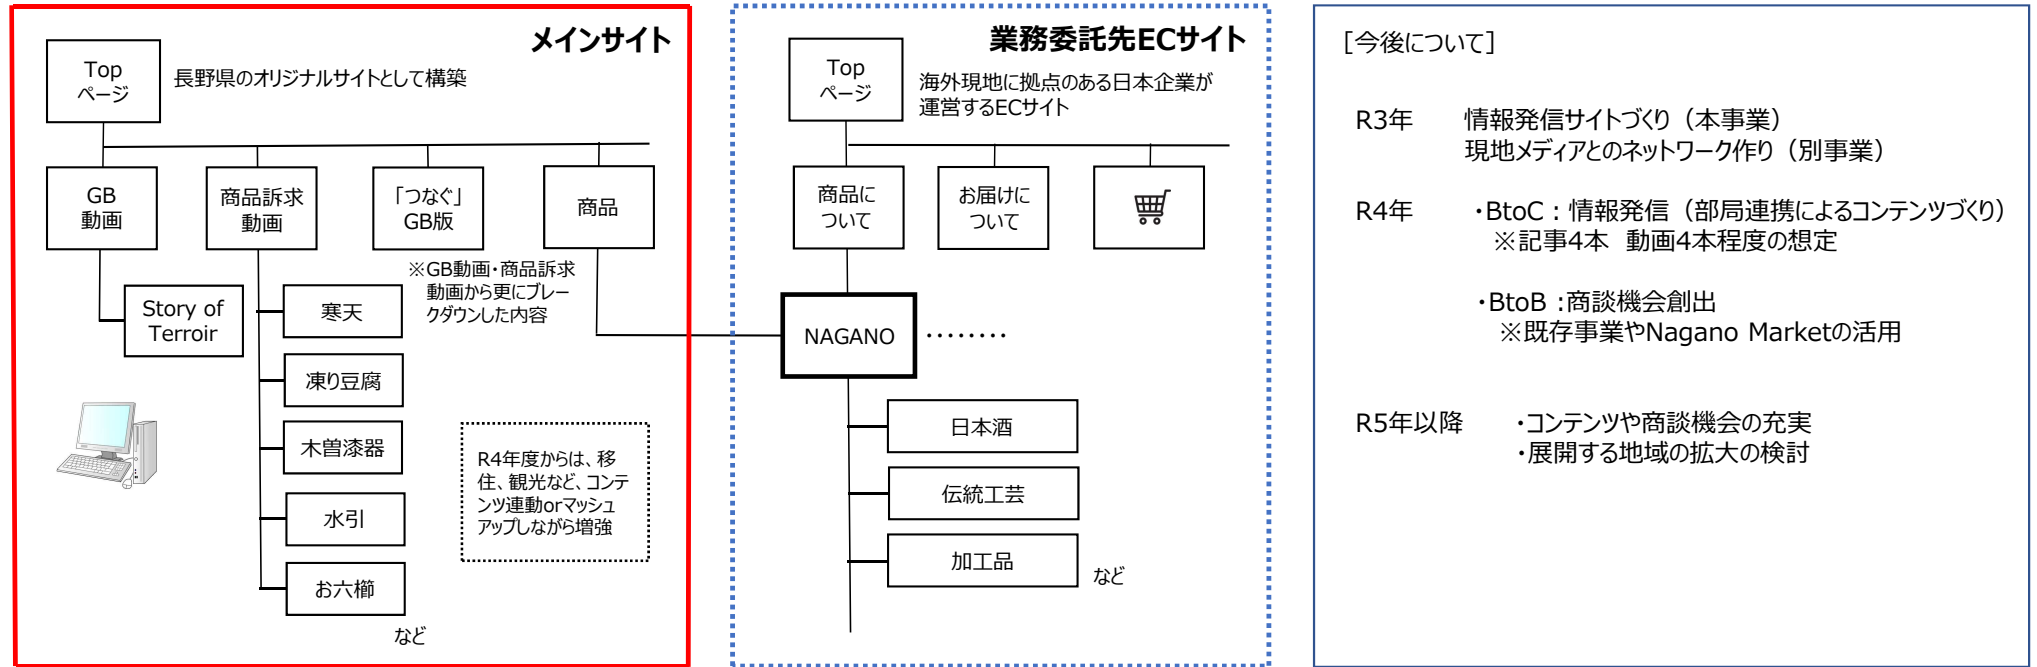 メインサイト
Top
ページ
長野県のオリジナルサイトとして構築
GB
動画
商品訴求
動画
「つなぐ」
GB版
商品
※GB動画・商品訴求
動画から更にブレー
クダウンした内容
Story of
Terroir
寒天
凍り豆腐
木曽漆器
水引
お六櫛
など
R4年度からは、移
住、観光など、コンテ
ンツ連動orマッシュ
アップしながら増強
業務委託先ECサイト
Top
ページ
海外現地に拠点のある日本企業が
運営するECサイト
商品に
ついて
お届けに
ついて
NAGANO
・・・・・・・・
日本酒
伝統工芸
加工品
など
[今後について]
R3年 情報発信サイトづくり（本事業）
現地メディアとのネットワーク作り（別事業）
R4年 ・BtoC：情報発信（部局連携によるコンテンツづくり）
※記事4本 動画4本程度の想定
・BtoB：商談機会創出
※既存事業やNagano Marketの活用
R5年以降 ・コンテンツや商談機会の充実
・展開する地域の拡大の検討